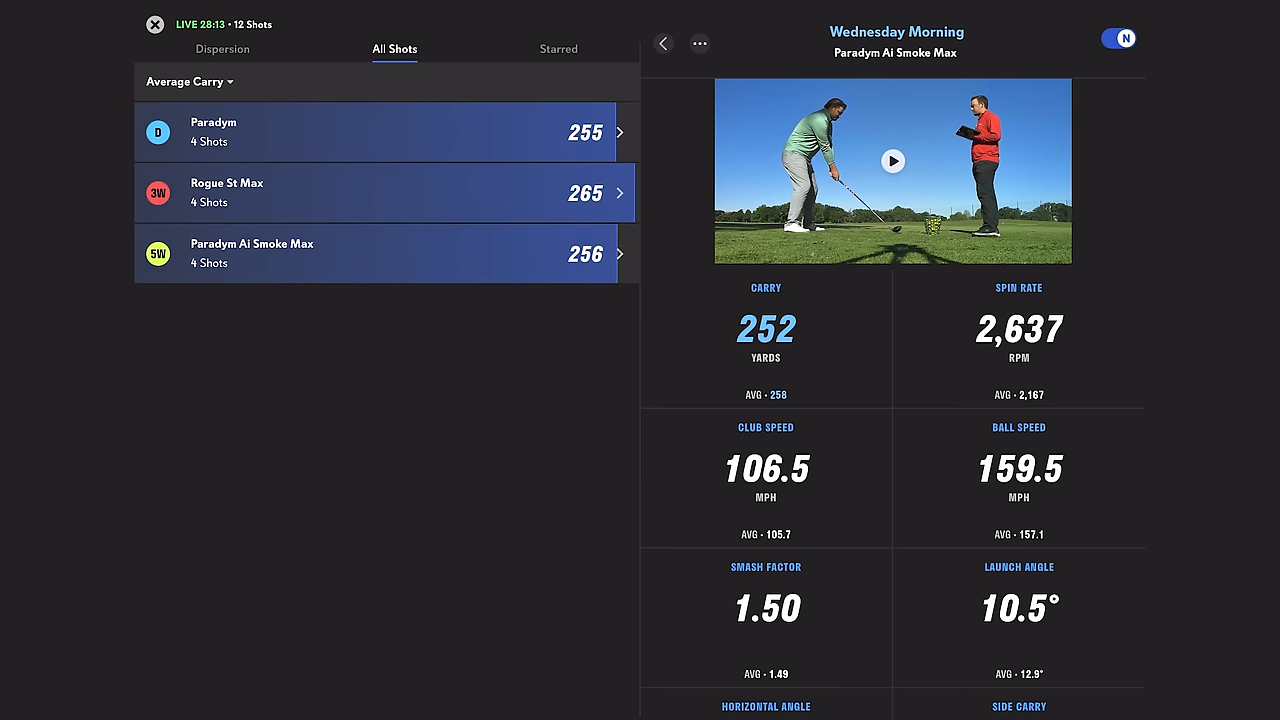 LIVE 28:13 • 12 Shots
Dispersion
All Shots
Starred
Average Carry
D
Paradym
4 Shots
255
3W
Rogue St Max
4 Shots
265
5W
Paradym Ai Smoke Max
4 Shots
256
Wednesday Morning
Paradym Ai Smoke Max
N
CARRY
252
YARDS
AVG · 258
SPIN RATE
2,637
RPM
AVG · 2,167
CLUB SPEED
106.5
MPH
AVG · 105.7
BALL SPEED
159.5
MPH
AVG · 157.1
SMASH FACTOR
1.50
AVG · 1.49
LAUNCH ANGLE
10.5°
AVG · 12.9°
HORIZONTAL ANGLE
SIDE CARRY